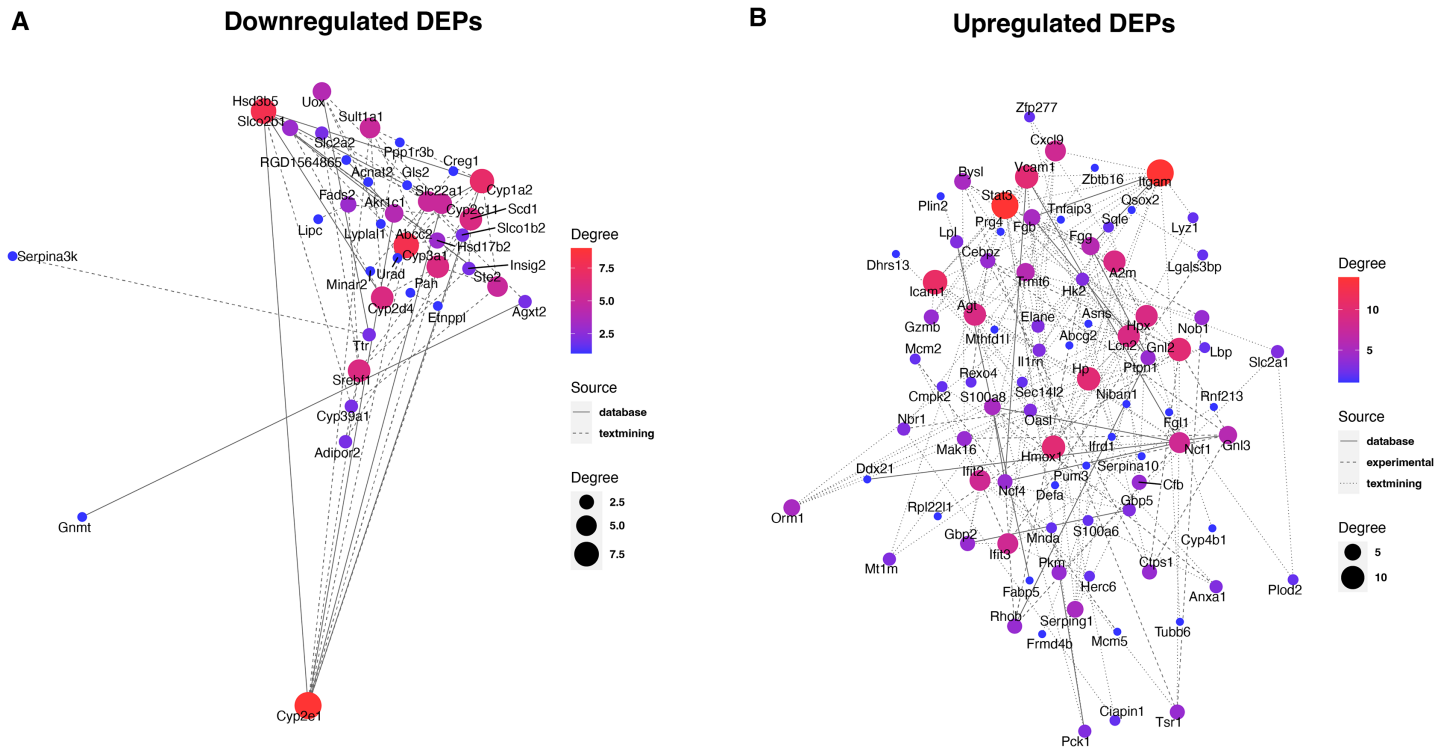 A
Downregulated DEPs
Hsd3b5
Uox
Slco2b1
Sult1a1
Slc2a2
Ppp1r3b
RGD1564865
Creg1
Acnat2
Gls2
Fads2
Slc22a1
Cyp1a2
Akr1c1
Cyp2c11
Scd1
Lipc
Lyplal1
Abcc2
Slco1b2
Hsd17b2
Serpina3k
Cyp3a1
Insig2
Urad
Ste2
Minar2
Pah
Cyp2d4
Etnppl
Agxt2
Ttr
Srebf1
Cyp39a1
Adipor2
Gnmt
Cyp2e1
Degree
7.5
5.0
2.5
Source
database
textmining
Degree
2.5
5.0
7.5
B
Upregulated DEPs
Zfp277
Cxcl9
Bysl
Vcam1
Zbtb16
Itgam
Stat3
Plin2
Qsox2
Tnfaip3
Prg4
Fgb
Sqle
Lyz1
Lpl
Fgg
Cebpz
Dhrs13
A2m
Lgals3bp
Trmt6
Icam1
Hk2
Agt
Elane
Asns
Gzmb
Hpx
Nob1
Mthfd1l
Abcg2
Lcn2
Gnl2
Mcm2
Lbp
Il1rn
Ptpn1
Slc2a1
Rexo4
Hp
Cmpk2
S100a8
Sec14l2
Niban1
Rnf213
Nbr1
Oasl
Fgl1
Mak16
Ifrd1
Ncf1
Gnl3
Hmox1
Ddx21
Ifit2
Serpina10
Pum3
Ncf4
Defa
Cfb
Rpl22l1
Gbp5
Orm1
Gbp2
Mnda
S100a6
Cyp4b1
Ifit3
Mt1m
Pkm
Ctps1
Fabp5
Herc6
Anxa1
Plod2
Rhob
Serping1
Frmd4b
Mcm5
Tubb6
Ciapin1
Tsr1
Pck1
Degree
10
5
Source
database
experimental
textmining
Degree
5
10